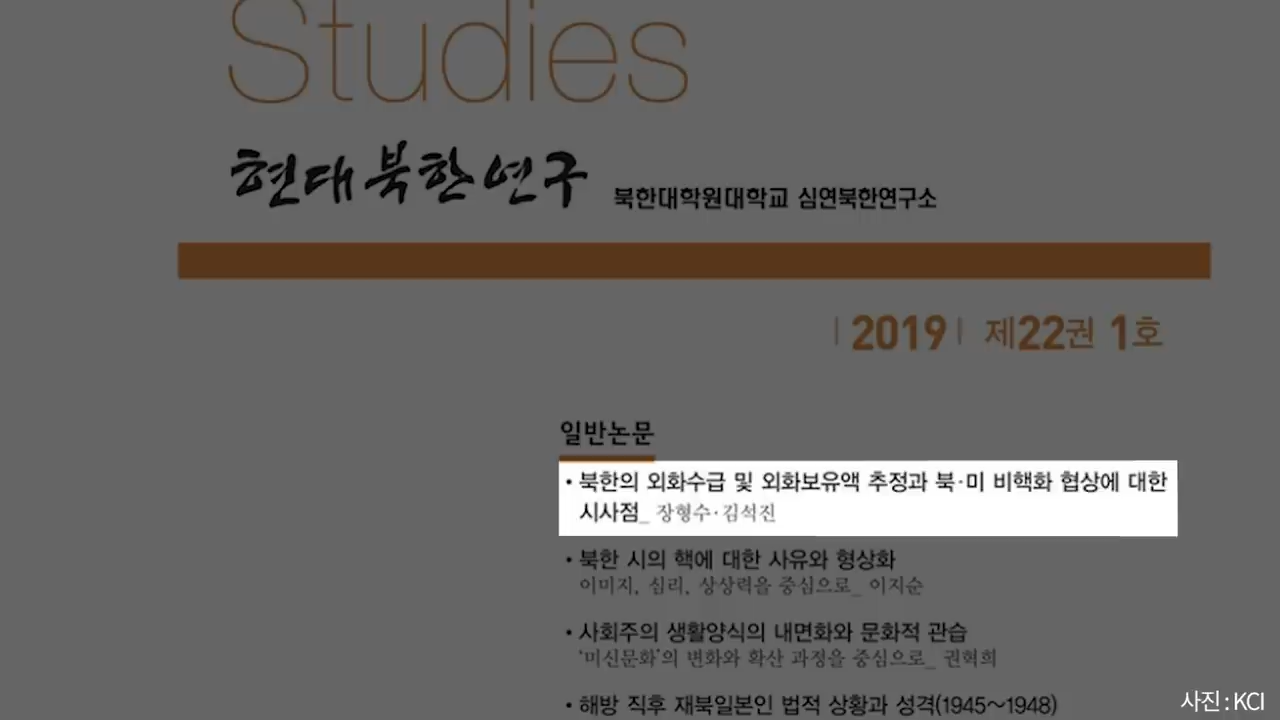 Studies
현대북한연구 북한대학원대학교 심연북한연구소
| 2019 | 제22권 1호
일반논문
• 북한의 외화수급 및 외화보유액 추정과 북·미 비핵화 협상에 대한
시사점_ 장형수·김석진
• 북한 시의 핵에 대한 사유와 형상화
이미지, 심리, 상상력을 중심으로_ 이지순
• 사회주의 생활양식의 내면화와 문화적 관습
‘미신문화’의 변화와 확산 과정을 중심으로_ 권혁희
• 해방 직후 재북일본인 법적 상황과 성격(1945~1948)
사진 : KCI